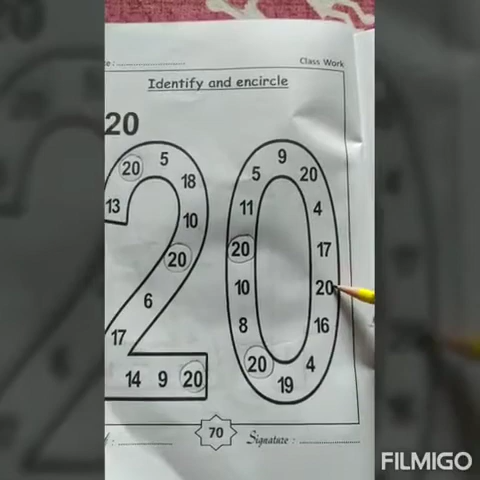 Class Work
Identify and encircle
20
20 5 18
13 10
20
6
17
14 9 20
9
5 20
11 4
20 17
10 20
8 16
20 4
19
70
Signature :
FILMIGO